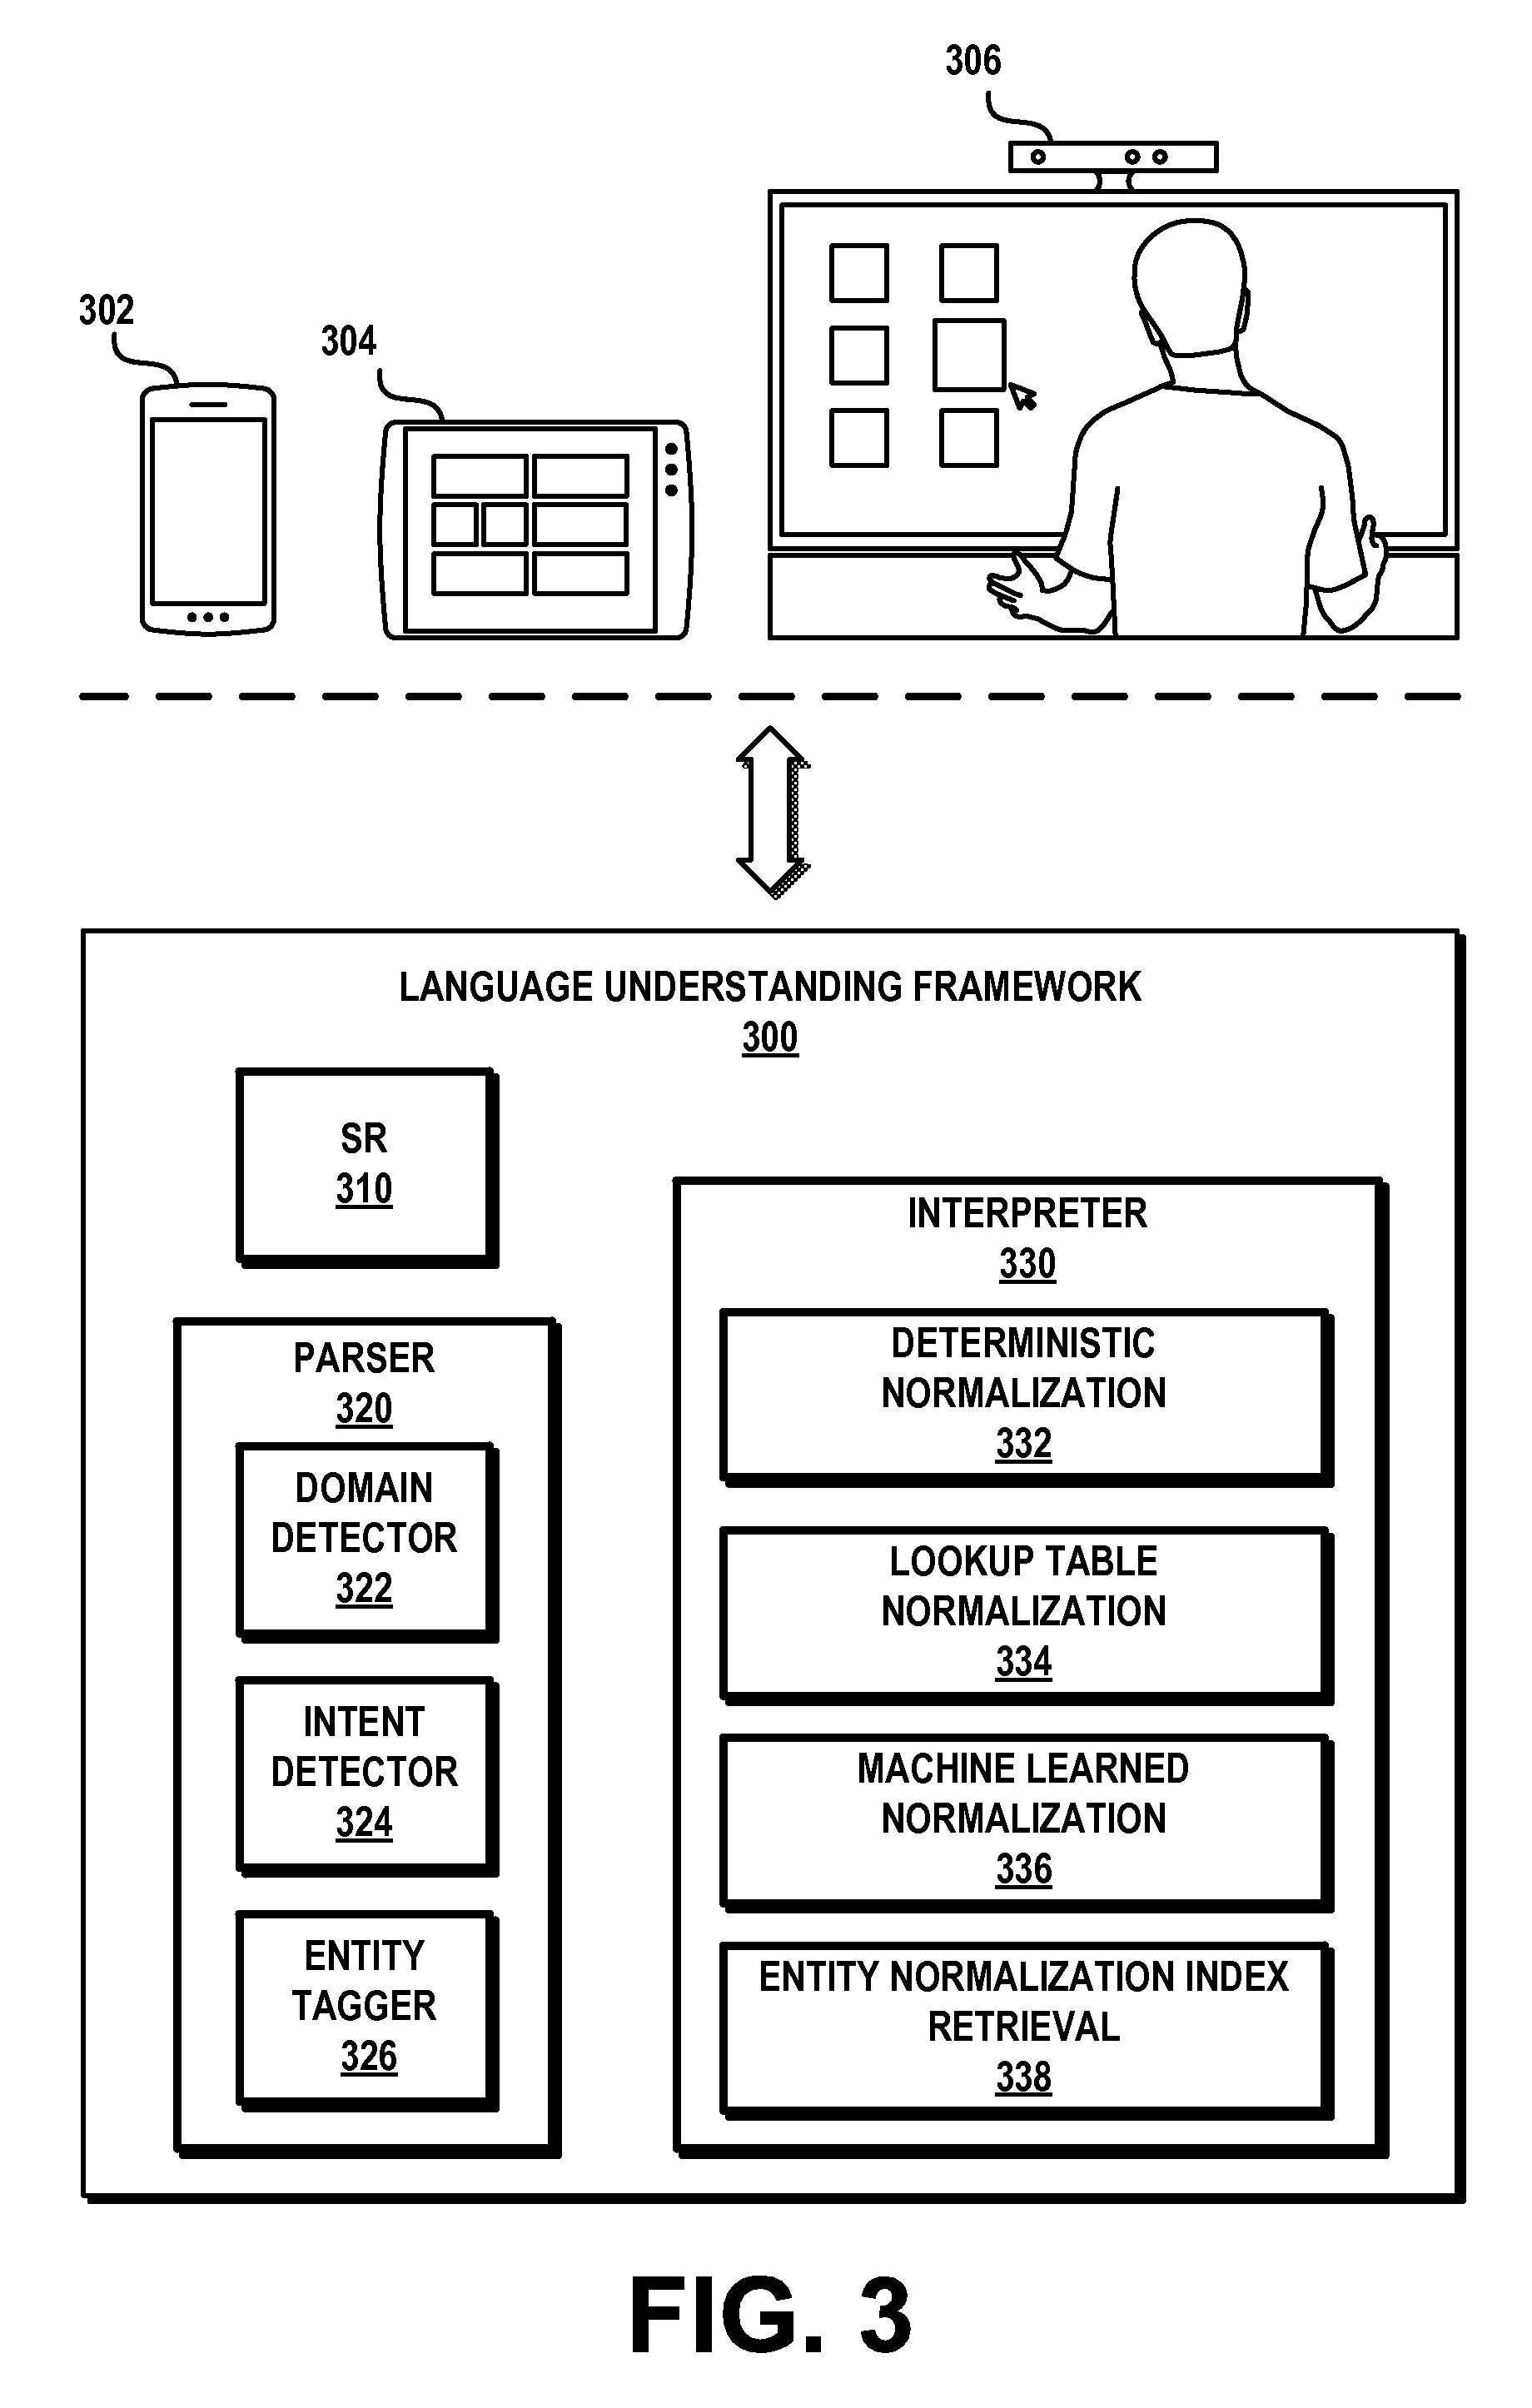 306
302
304
LANGUAGE UNDERSTANDING FRAMEWORK
300
SR
310
PARSER
320
DOMAIN
DETECTOR
322
INTENT
DETECTOR
324
ENTITY
TAGGER
326
INTERPRETER
330
DETERMINISTIC
NORMALIZATION
332
LOOKUP TABLE
NORMALIZATION
334
MACHINE LEARNED
NORMALIZATION
336
ENTITY NORMALIZATION INDEX
RETRIEVAL
338
FIG. 3